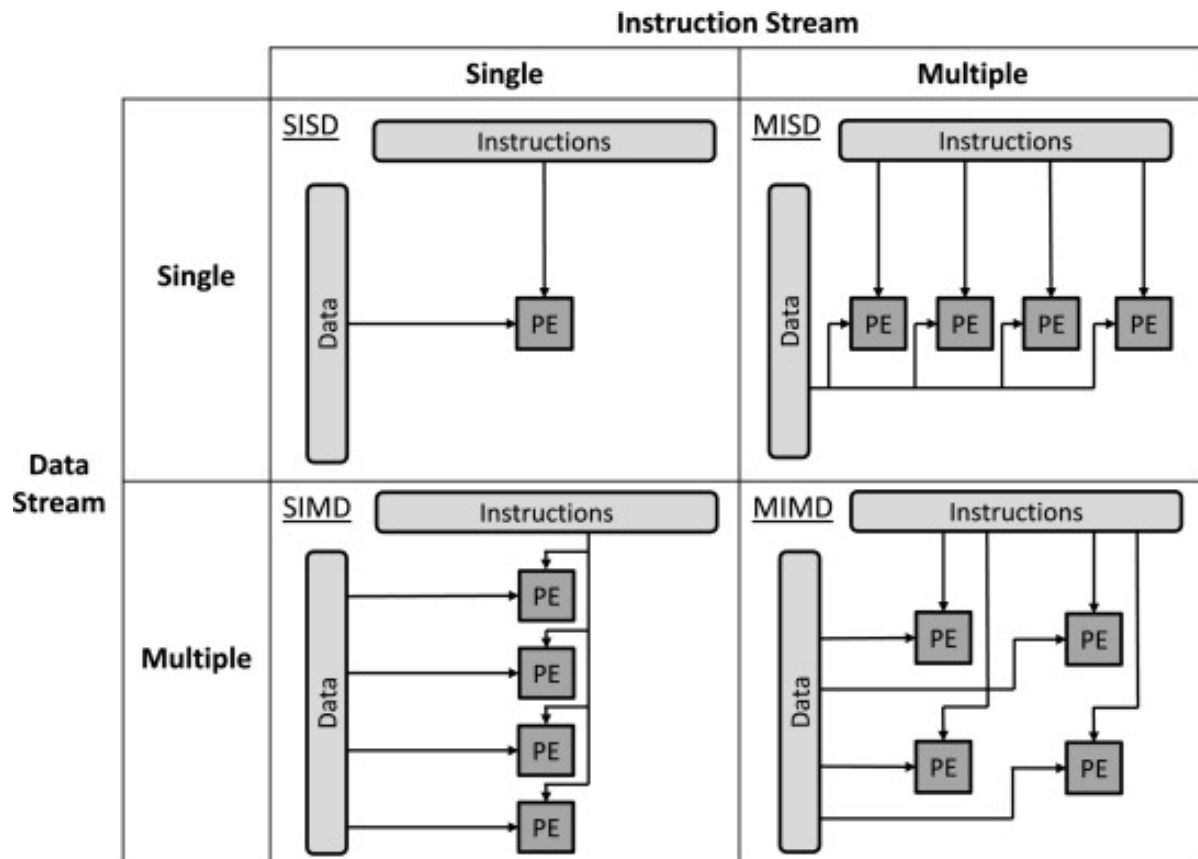 Instruction Stream
Single
Multiple
Data
Stream
Single
SISD
Instructions
Data
PE
MISD
Instructions
Data
PE
PE
PE
PE
Multiple
SIMD
Instructions
Data
PE
PE
PE
PE
MIMD
Instructions
Data
PE
PE
PE
PE